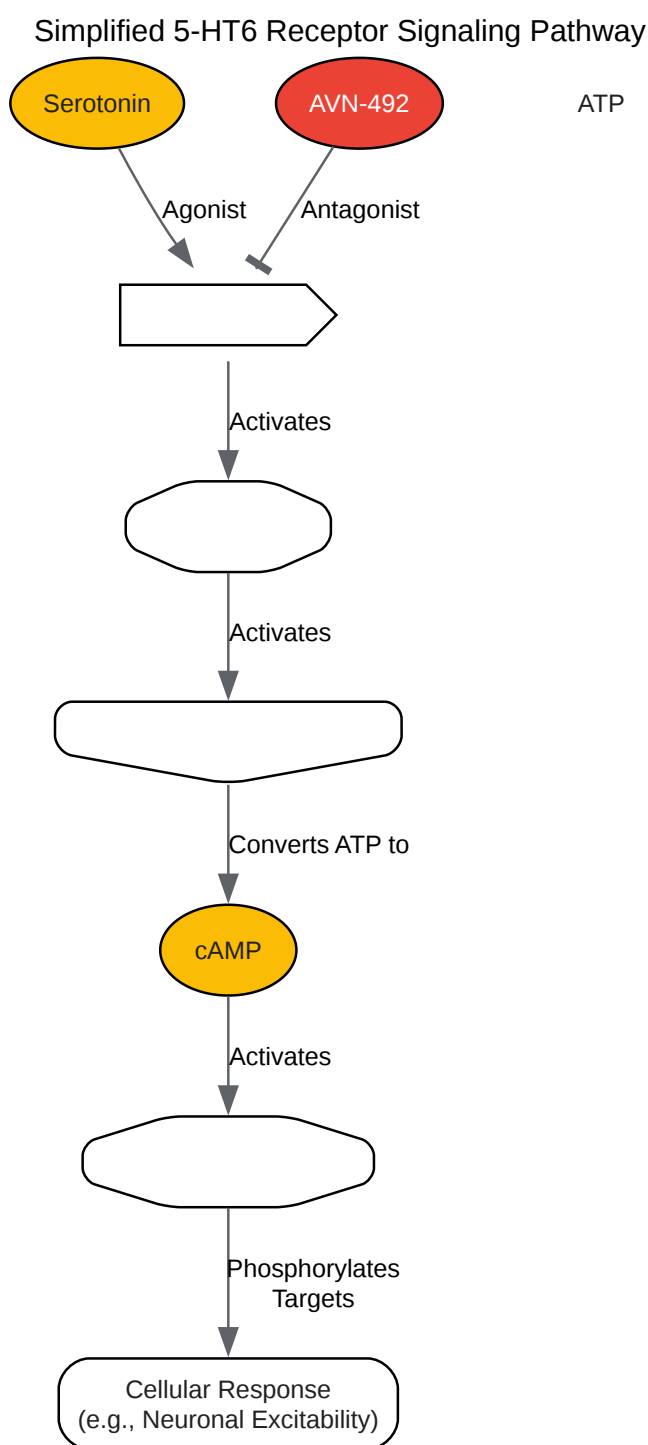 Simplified 5-HT6 Receptor Signaling Pathway
Serotonin
AVN-492
ATP
Agonist
Antagonist
Activates
Activates
Converts ATP to
cAMP
Activates
Phosphorylates
Targets
Cellular Response
(e.g., Neuronal Excitability)